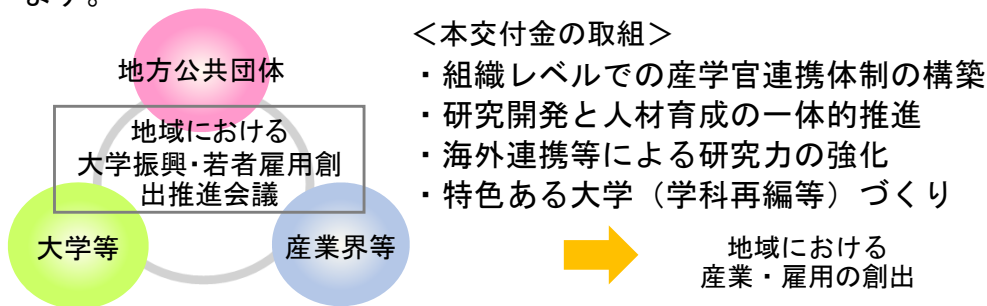 ます。
地方公共団体
地域における
大学振興・若者雇用創
出推進会議
大学等
産業界等
＜本交付金の取組＞
・組織レベルでの産学官連携体制の構築
・研究開発と人材育成の一体的推進
・海外連携等による研究力の強化
・特色ある大学（学科再編等）づくり
地域における
産業・雇用の創出